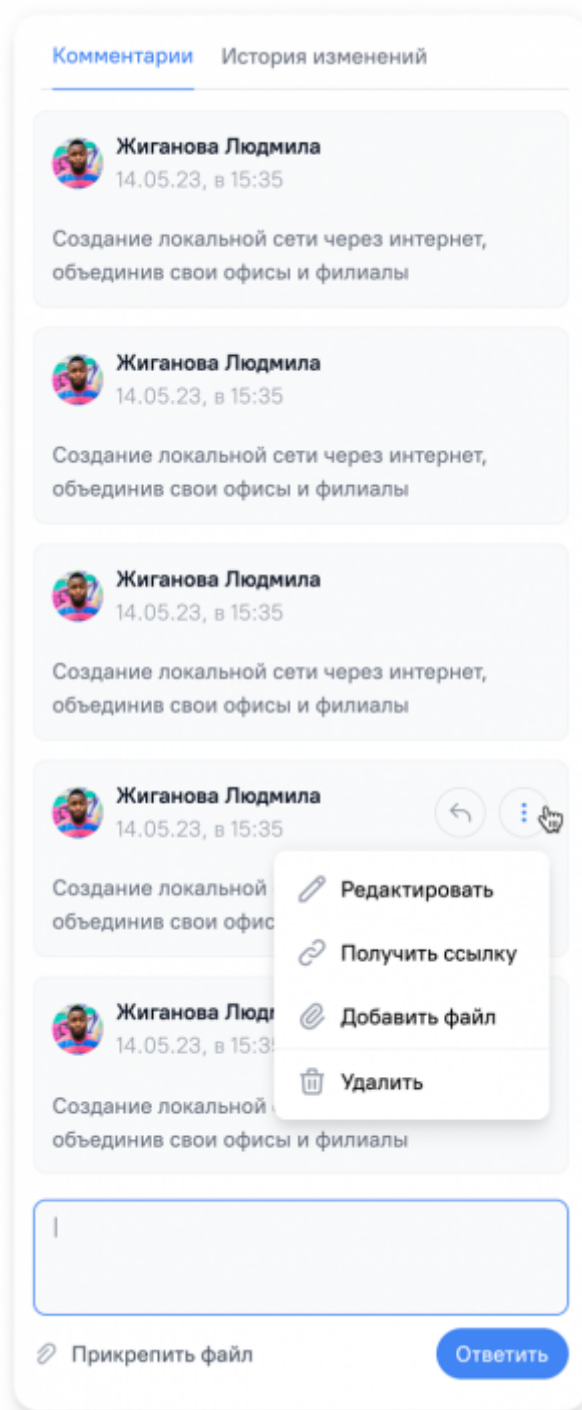 Комментарии История изменений
Жиганова Людмила
14.05.23, в 15:35
Создание локальной сети через интернет,
объединив свои офисы и филиалы
Жиганова Людмила
14.05.23, в 15:35
Создание локальной сети через интернет,
объединив свои офисы и филиалы
Жиганова Людмила
14.05.23, в 15:35
Создание локальной сети через интернет,
объединив свои офисы и филиалы
Жиганова Людмила
14.05.23, в 15:35
Создание локальной
объединив свои
Редактировать
Получить ссылку
Добавить файл
Удалить
Жиганова
14.05.23, в
Создание локальной
объединив свои офисы и филиалы
Прикрепить файл
Ответить